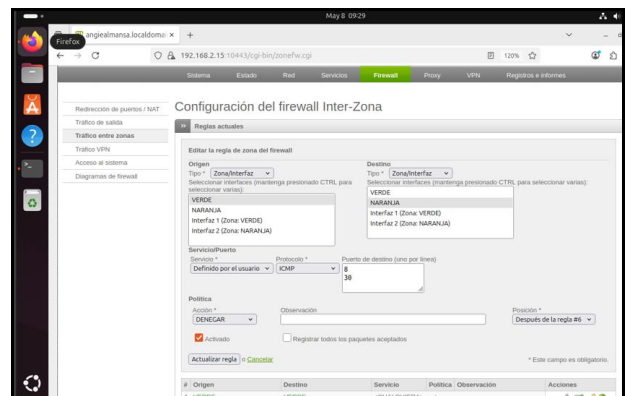 May 8 09:29
angiealmansa.localdomai ×
Firefox
192.168.2.15:10443/cgi-bin/zonefw.cgi
120%
Sistema Estado Red Servicios Firewall Proxy VPN Registros e informes
Redirección de puertos / NAT
Tráfico de salida
Tráfico entre zonas
Tráfico VPN
Acceso al sistema
Diagramas de firewall
Configuración del firewall Inter-Zona
Reglas actuales
Editar la regla de zona del firewall
Origen Destino
Tipo * Zona/Interfaz Tipo * Zona/Interfaz
Seleccionar interfaces (mantenga presionado CTRL para seleccionar varias): Seleccionar interfaces (mantenga presionado CTRL para seleccionar varias):
VERDE VERDE
NARANJA NARANJA
Interfaz 1 (Zona: VERDE) Interfaz 1 (Zona: VERDE)
Interfaz 2 (Zona: NARANJA) Interfaz 2 (Zona: NARANJA)
Servicio/Puerto
Servicio * Protocolo * Puerto de destino (uno por línea)
Definido por el usuario ICMP 8
30
Política
Acción * Observación Posición *
DENEGAR Después de la regla #6
Activado Registrar todos los paquetes aceptados
Actualizar regla o Cancelar * Este campo es obligatorio.
# Origen Destino Servicio Política Observación Acciones